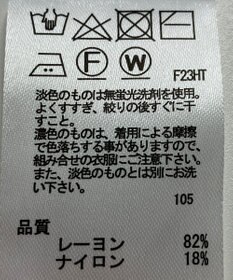 F W
F23HT
淡色のものは無蛍光洗剤を使用。
よくすすぎ、絞りの後すぐに干
すこと。
濃色のものは、着用による摩擦
で色落ちする事がありますので、
組み合せの衣服にご注意下さい。
また、淡色のものとは別にお洗
い下さい。
105
品質
レーヨン 82%
ナイロン 18%